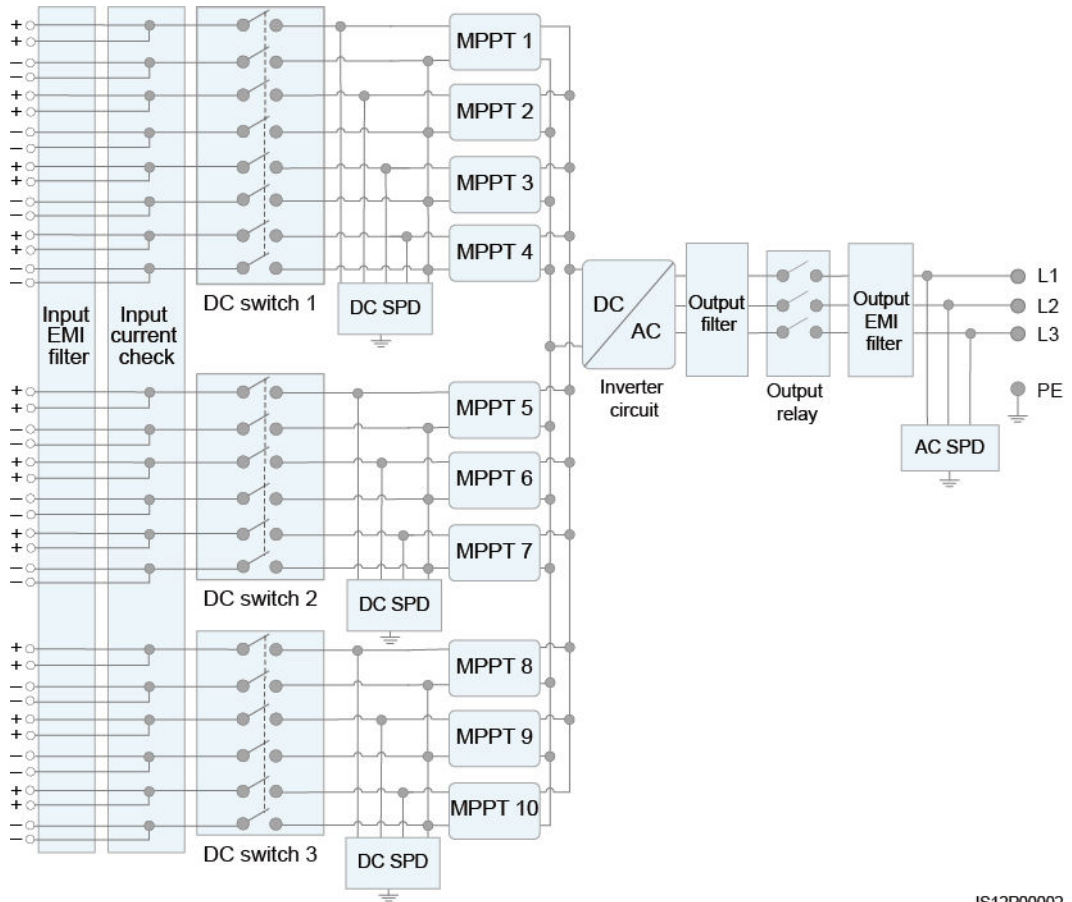 +
+
−
−
+
+
−
−
+
+
−
−
+
+
−
−
MPPT 1
MPPT 2
MPPT 3
MPPT 4
DC switch 1
DC SPD
Input
EMI
filter
Input
current
check
+
+
−
−
+
+
−
−
+
+
−
−
MPPT 5
MPPT 6
MPPT 7
DC switch 2
DC SPD
+
+
−
−
+
+
−
−
+
+
−
−
MPPT 8
MPPT 9
MPPT 10
DC switch 3
DC SPD
DC
AC
Inverter
circuit
Output
filter
Output
relay
Output
EMI
filter
L1
L2
L3
PE
AC SPD